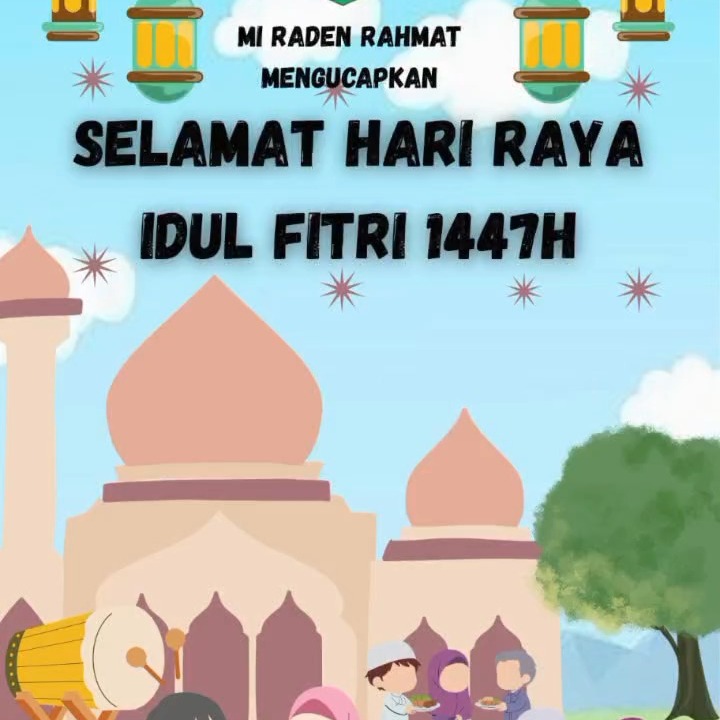 MI RADEN RAHMAT
MENGUCAPKAN
SELAMAT HARI RAYA
IDUL FITRI 1447H